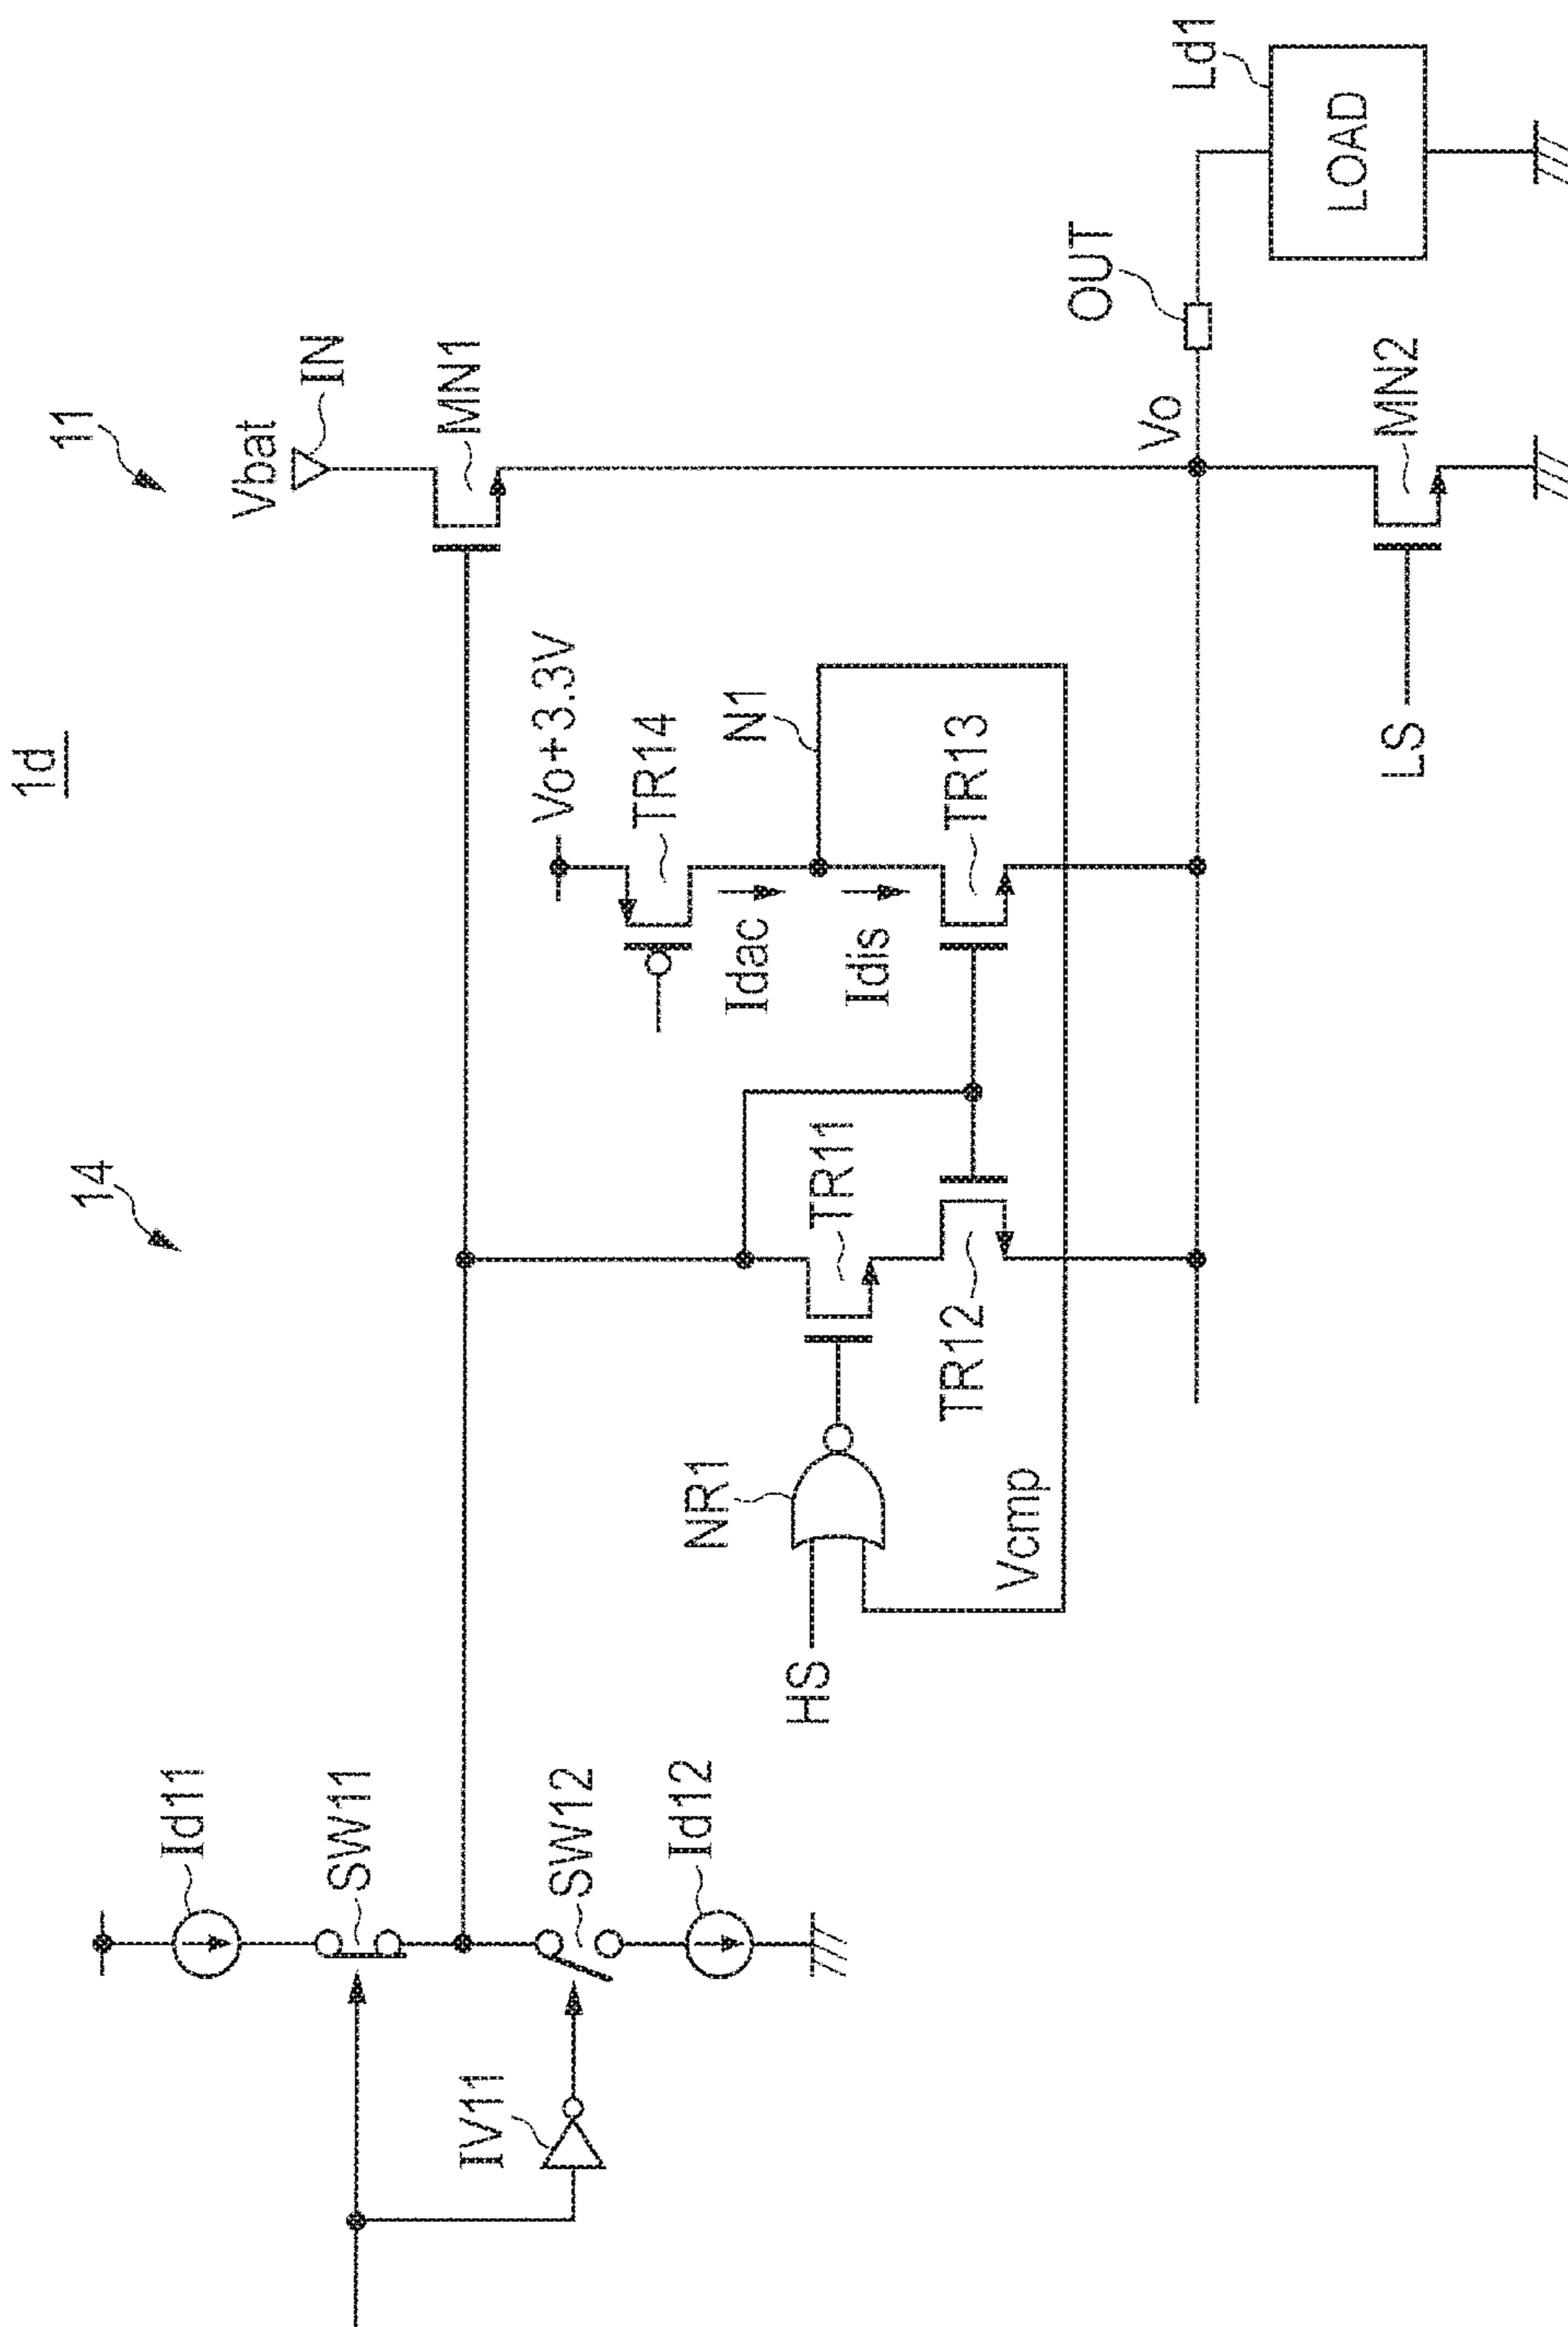 1d
11
14
Vbat
IN
MN1
Id11
SW11
SW12
Id12
IV11
Vo+3.3V
TR14
N1
Idac
Idis
TR13
TR11
TR12
NR1
HS
Vcmp
Vo
OUT
Ld1
LOAD
MN2
LS